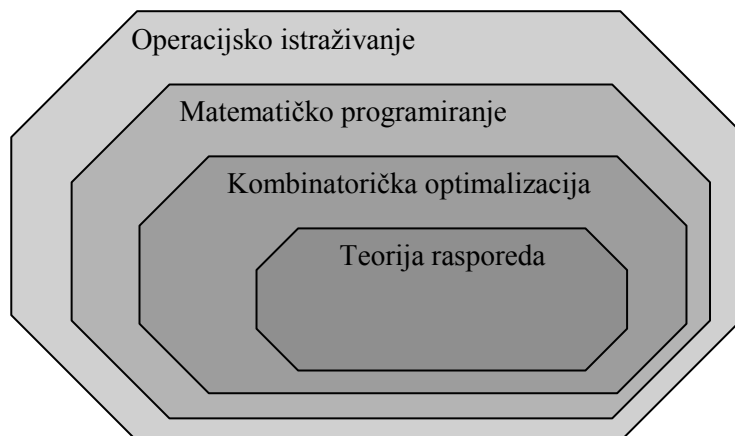 Operacijsko istraživanje
Matematičko programiranje
Kombinatorička optimalizacija
Teorija rasporeda